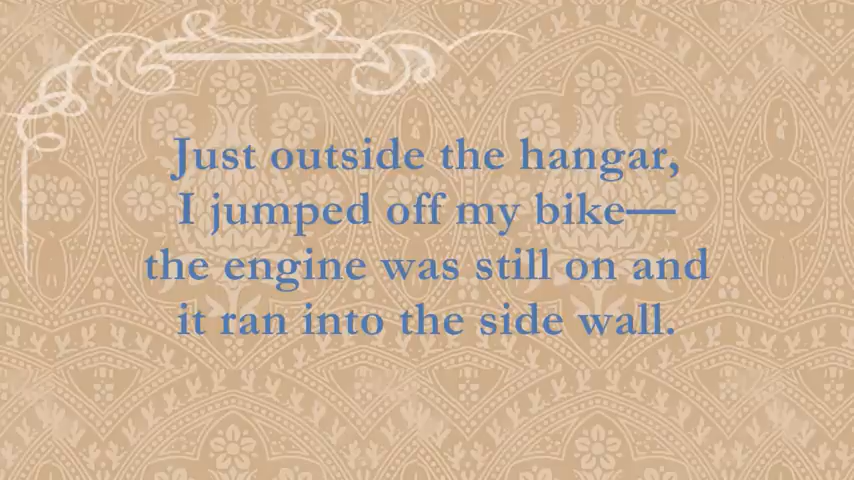 Just outside the hangar,
I jumped off my bike—
the engine was still on and
it ran into the side wall.